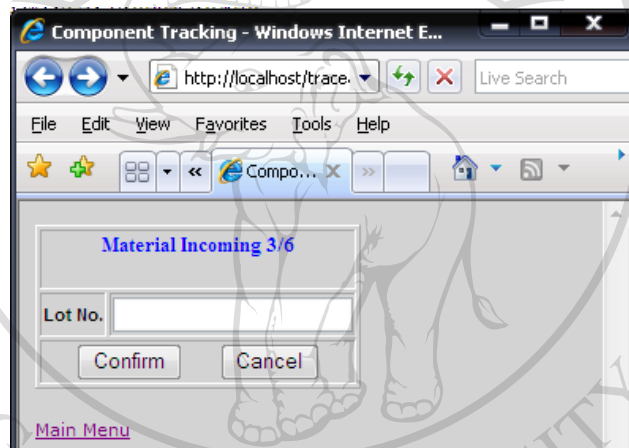 Component Tracking - Windows Internet E...
http://localhost/trace
Live Search
File Edit View Favorites Tools Help
Compo...
Material Incoming 3/6
Lot No.
Confirm Cancel
Main Menu